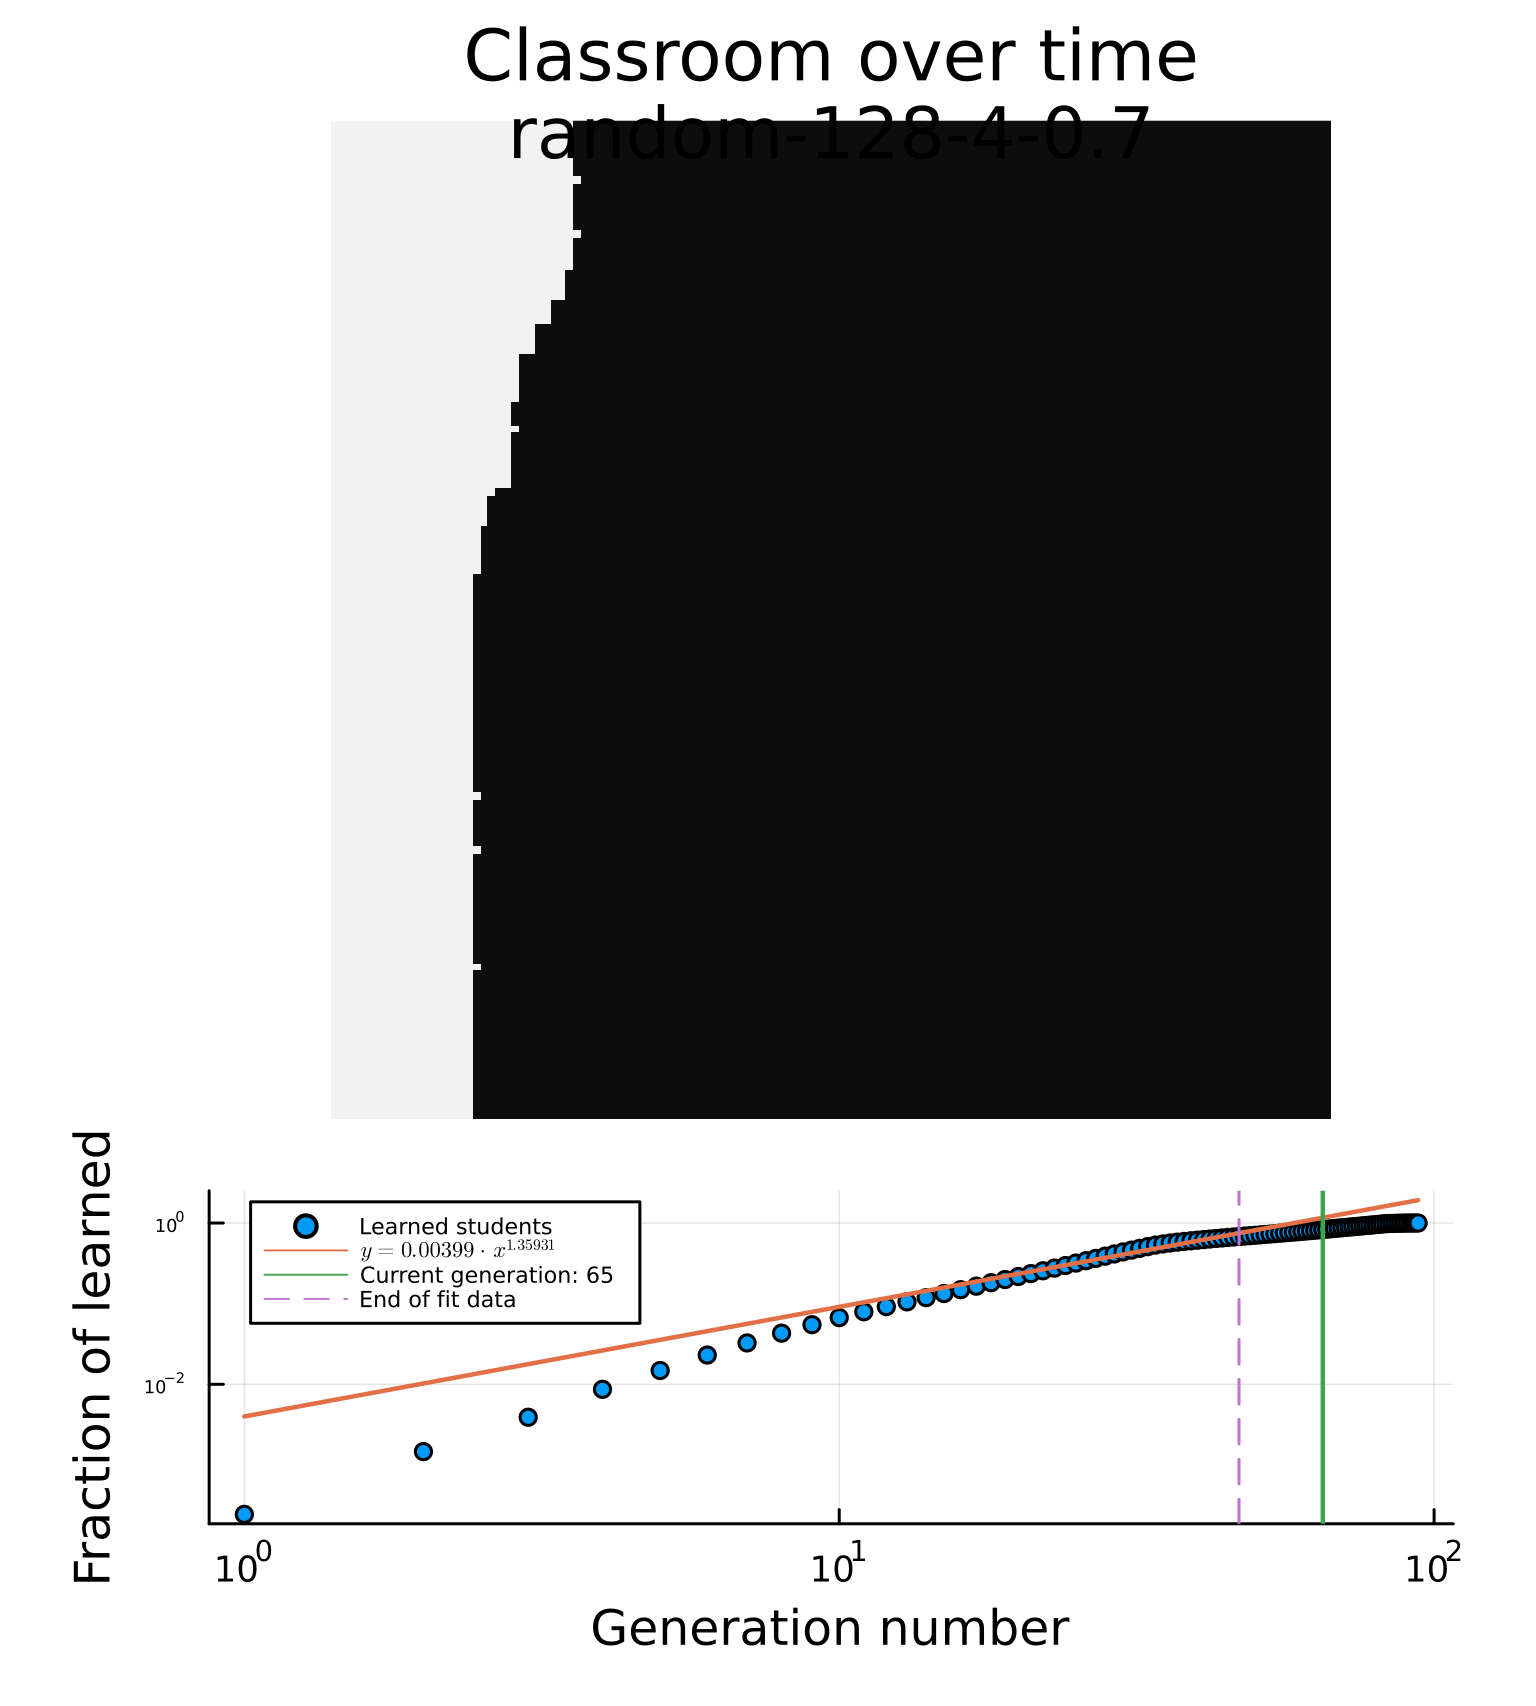 Classroom over time
random-128-4-0.7
Fraction of learned
10^0
10^-2
Learned students
y = 0.00399 · x^1.35931
Current generation: 65
End of fit data
10^0 10^1 10^2
Generation number